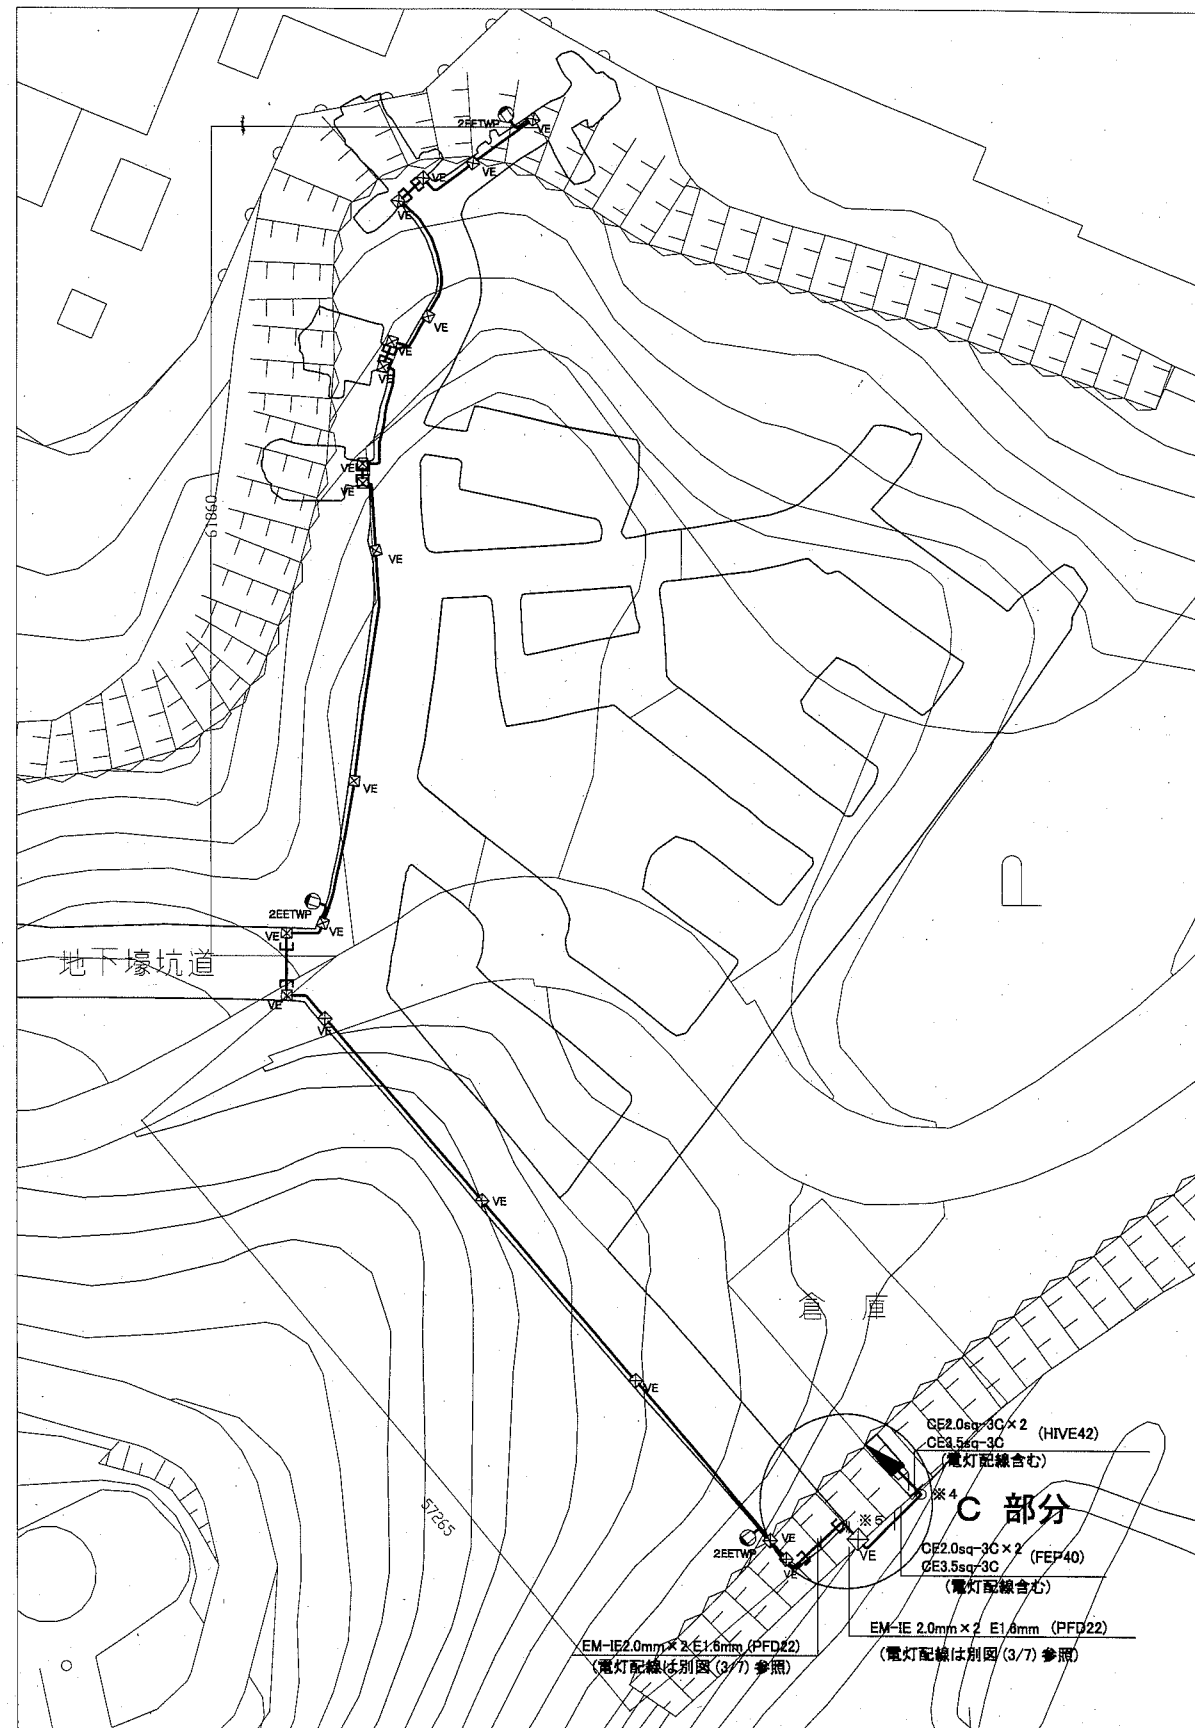 2EETWP
VE
VE
VE
VE
VE
VE
VE
VE
VE
61860
VE
VE
2EETWP
VE
VE
地下壕坑道
VE
VE
VE
VE
倉 庫
57265
CE2.0sq-3C×2
CE3.5sq-3C
(HIVE42)
(電灯配線含む)
※4
C 部分
※5
VE
2EETWP
VE
VE
CE2.0sq-3C×2
CE3.5sq-3C
(FEP40)
(電灯配線含む)
EM-IE 2.0mm×2 E1.6mm (PFD22)
(電灯配線は別図(3/7)参照)
EM-IE2.0mm×2 E1.6mm (PFD22)
(電灯配線は別図(3/7)参照)